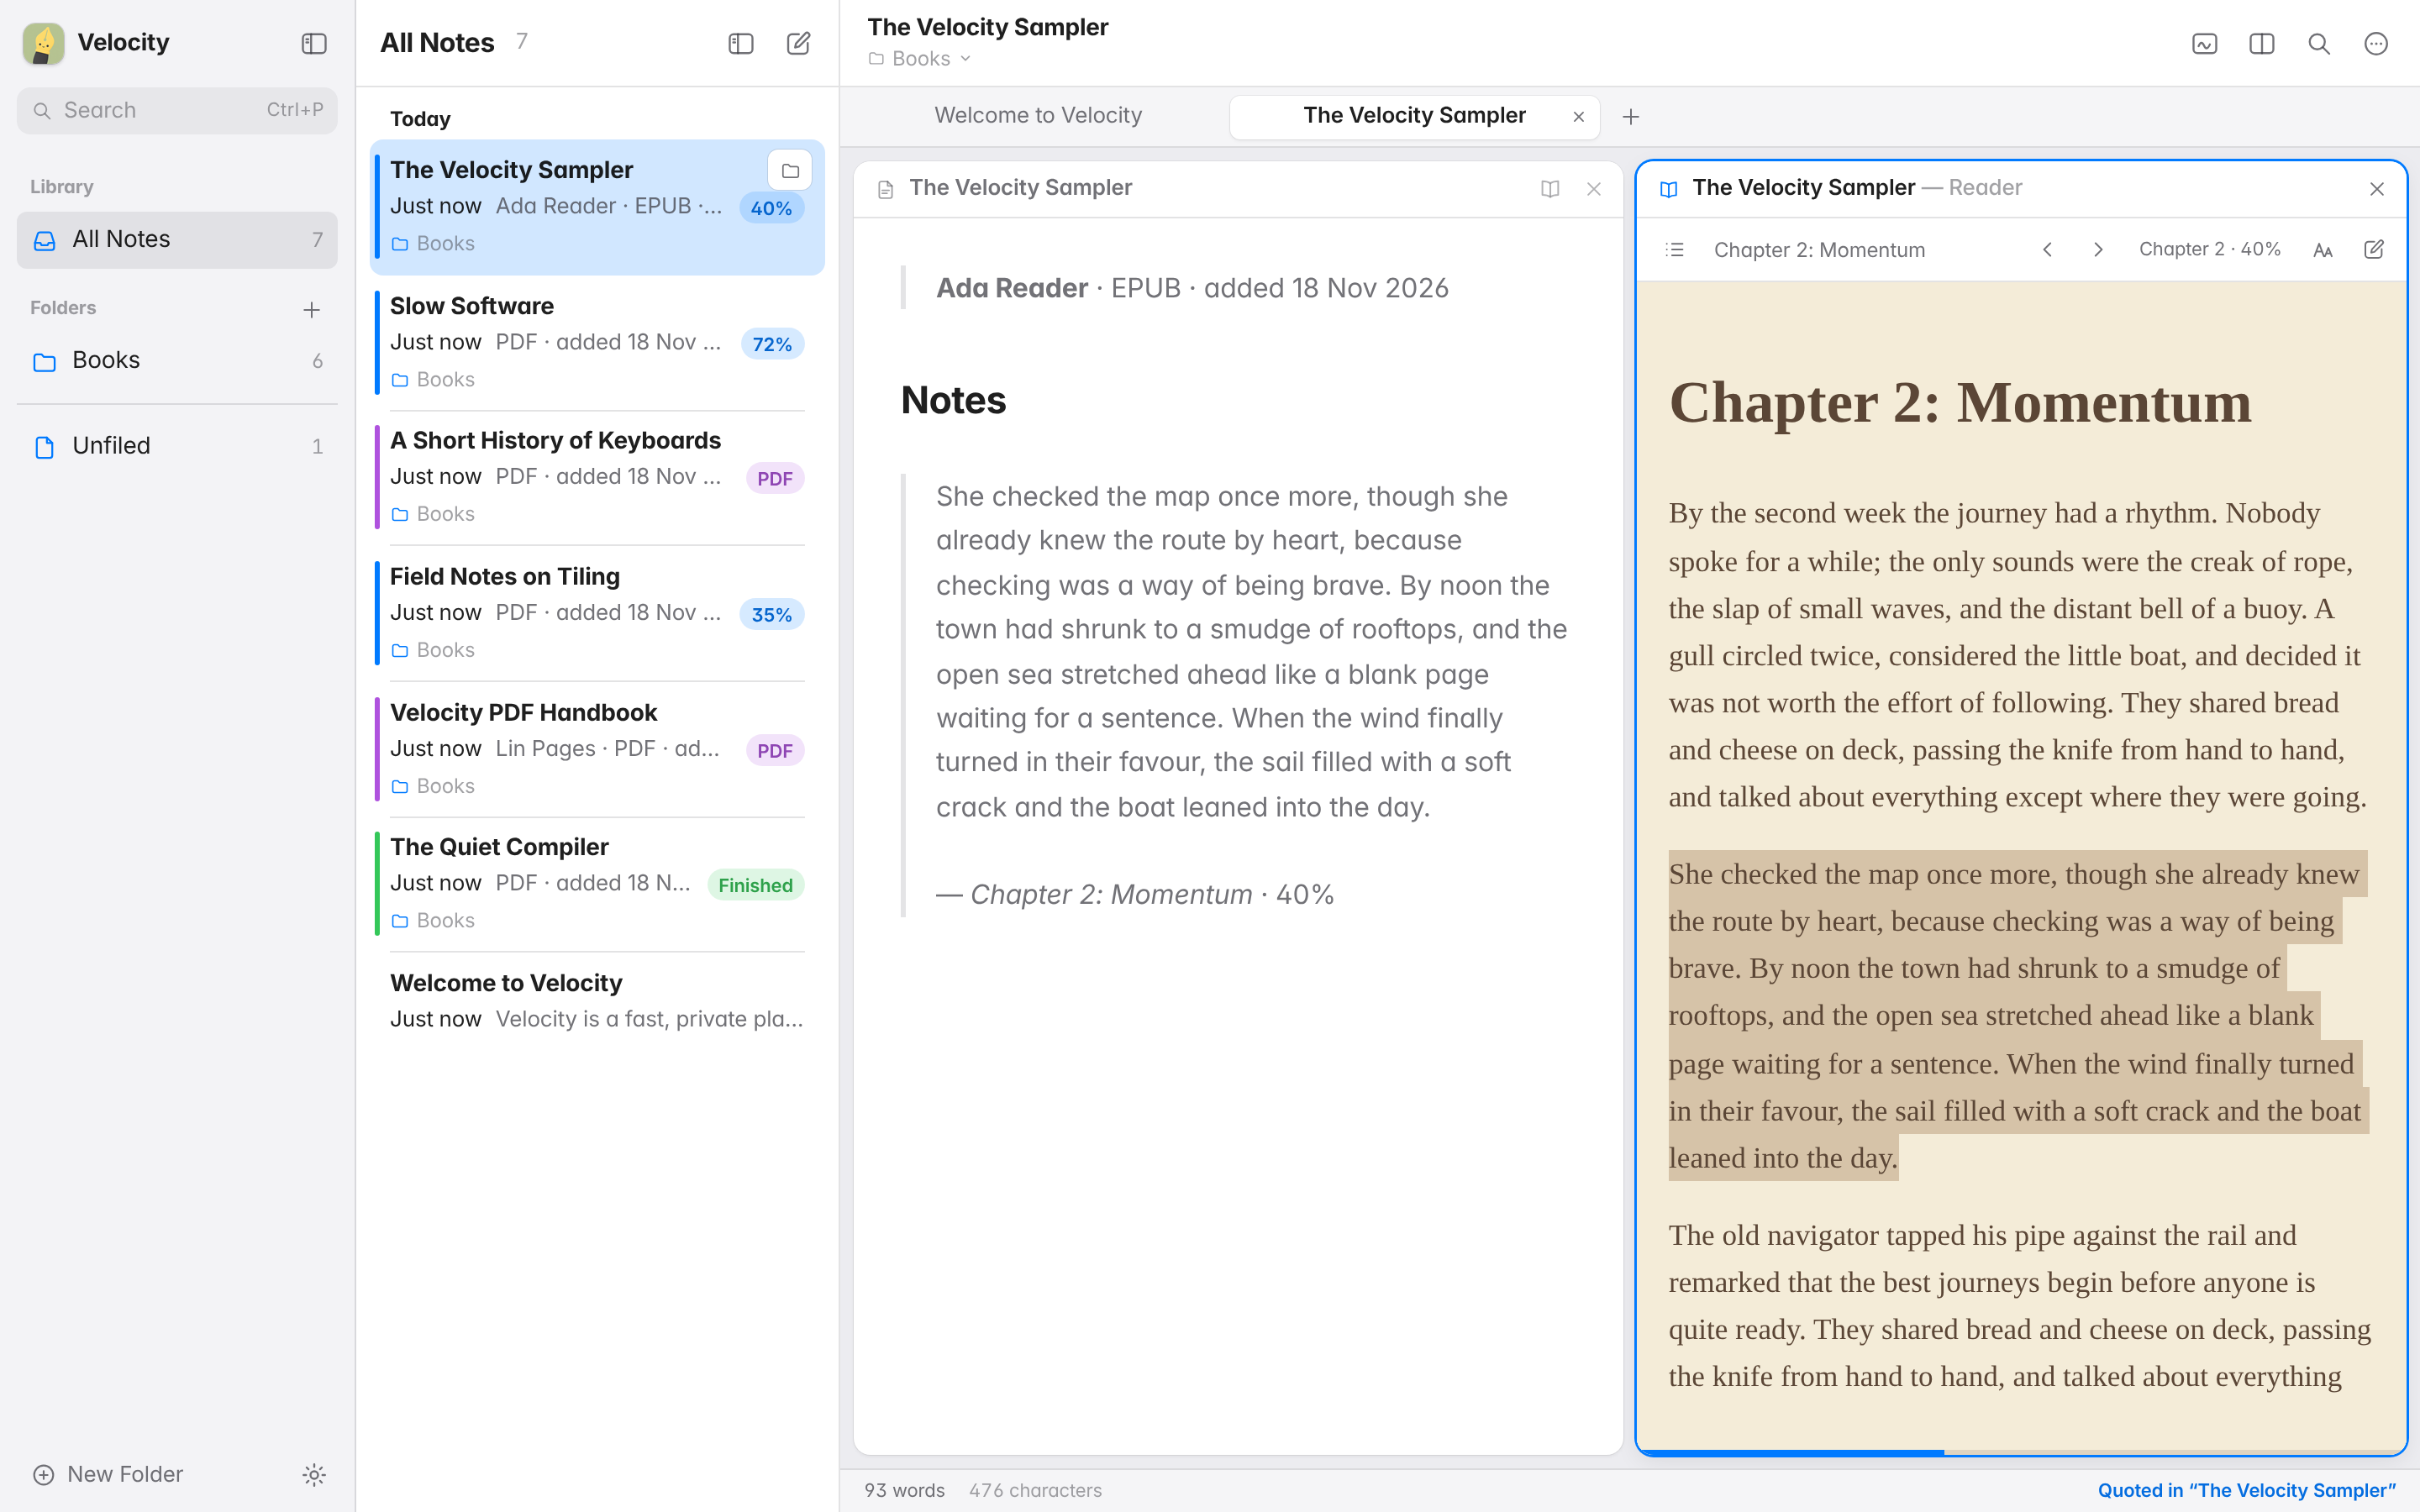 Velocity
Search Ctrl+P
Library
All Notes 7
Folders
Books 6
Unfiled 1
New Folder
All Notes 7
Today
The Velocity Sampler
Just now Ada Reader · EPUB ·... 40%
Books
Slow Software
Just now PDF · added 18 Nov ... 72%
Books
A Short History of Keyboards
Just now PDF · added 18 Nov ... PDF
Books
Field Notes on Tiling
Just now PDF · added 18 Nov ... 35%
Books
Velocity PDF Handbook
Just now Lin Pages · PDF · ad... PDF
Books
The Quiet Compiler
Just now PDF · added 18 N... Finished
Books
Welcome to Velocity
Just now Velocity is a fast, private pla...
The Velocity Sampler
Books
Welcome to Velocity
The Velocity Sampler
The Velocity Sampler
Ada Reader · EPUB · added 18 Nov 2026
Notes
She checked the map once more, though she
already knew the route by heart, because
checking was a way of being brave. By noon the
town had shrunk to a smudge of rooftops, and the
open sea stretched ahead like a blank page
waiting for a sentence. When the wind finally
turned in their favour, the sail filled with a soft
crack and the boat leaned into the day.
— Chapter 2: Momentum · 40%
The Velocity Sampler — Reader
Chapter 2: Momentum Chapter 2 · 40% AA
Chapter 2: Momentum
By the second week the journey had a rhythm. Nobody
spoke for a while; the only sounds were the creak of rope,
the slap of small waves, and the distant bell of a buoy. A
gull circled twice, considered the little boat, and decided it
was not worth the effort of following. They shared bread
and cheese on deck, passing the knife from hand to hand,
and talked about everything except where they were going.
She checked the map once more, though she already knew
the route by heart, because checking was a way of being
brave. By noon the town had shrunk to a smudge of
rooftops, and the open sea stretched ahead like a blank
page waiting for a sentence. When the wind finally turned
in their favour, the sail filled with a soft crack and the boat
leaned into the day.
The old navigator tapped his pipe against the rail and
remarked that the best journeys begin before anyone is
quite ready. They shared bread and cheese on deck, passing
the knife from hand to hand, and talked about everything
93 words 476 characters
Quoted in “The Velocity Sampler”